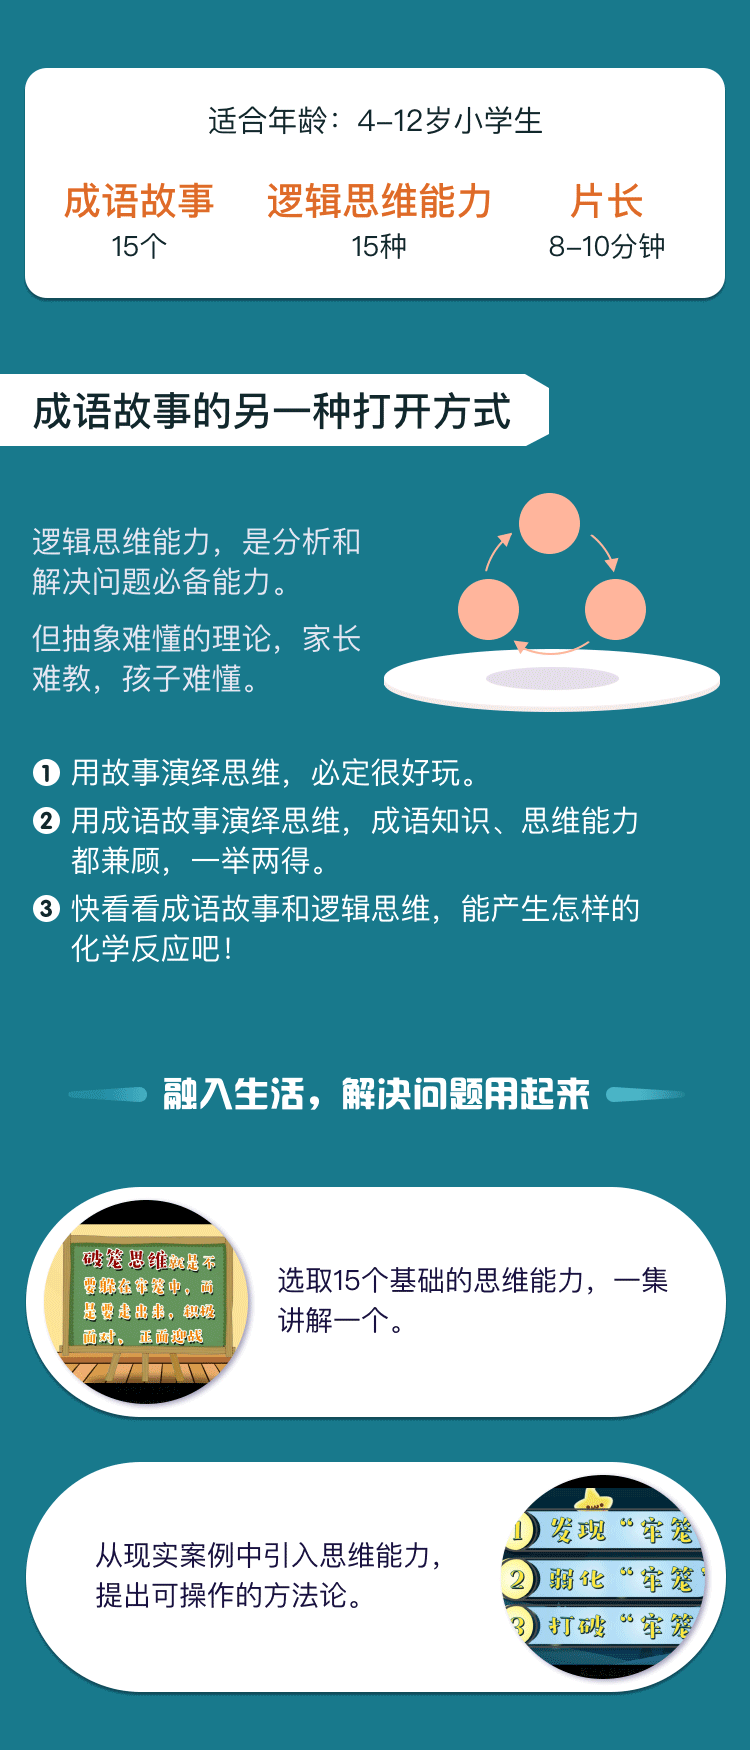 适合年龄：4-12岁小学生
成语故事 逻辑思维能力 片长
15个 15种 8-10分钟
成语故事的另一种打开方式
逻辑思维能力，是分析和
解决问题必备能力。
但抽象难懂的理论，家长
难教，孩子难懂。
1 用故事演绎思维，必定很好玩。
2 用成语故事演绎思维，成语知识、思维能力
都兼顾，一举两得。
3 快看看成语故事和逻辑思维，能产生怎样的
化学反应吧！
融入生活，解决问题用起来
破笼思维就是不
要躲在牢笼中，而
是要走出来，积极
面对，正面迎战
选取15个基础的思维能力，一集
讲解一个。
从现实案例中引入思维能力，
提出可操作的方法论。
1 发现“牢笼
2 弱化“牢笼”
3 打破“牢笼